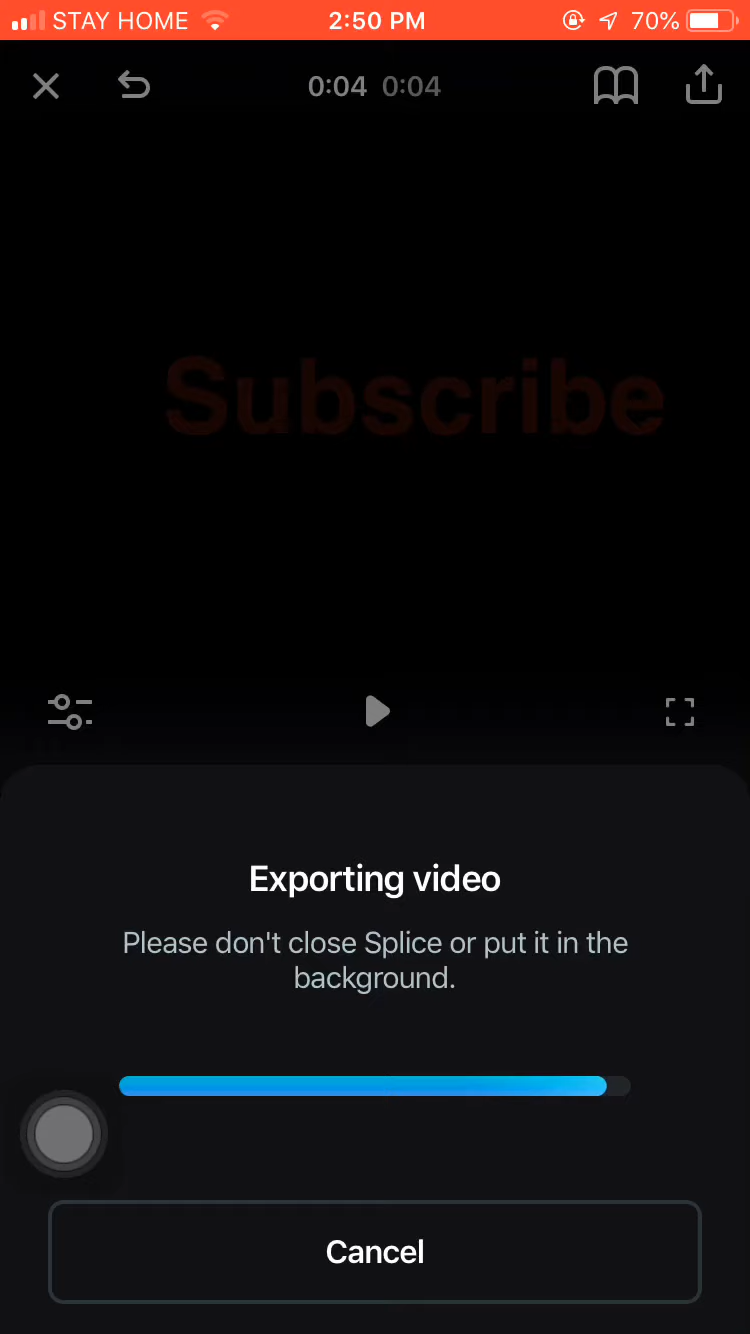 STAY HOME 2:50 PM 70%
0:04 0:04
Subscribe
Exporting video
Please don't close Splice or put it in the
background.
Cancel